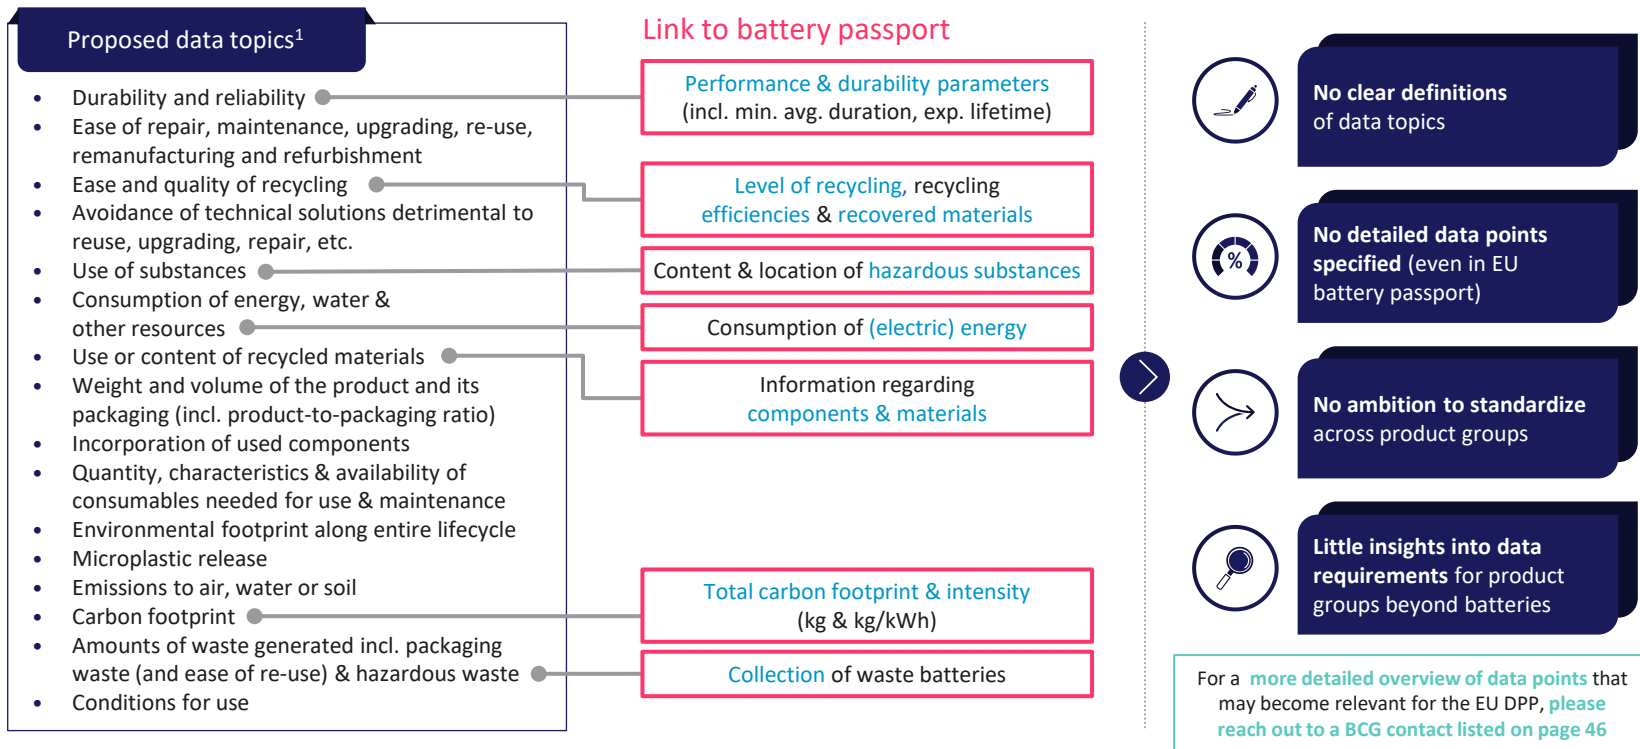 Proposed data topics1
• Durability and reliability
• Ease of repair, maintenance, upgrading, re-use,
remanufacturing and refurbishment
• Ease and quality of recycling
• Avoidance of technical solutions detrimental to
reuse, upgrading, repair, etc.
• Use of substances
• Consumption of energy, water &
other resources
• Use or content of recycled materials
• Weight and volume of the product and its
packaging (incl. product-to-packaging ratio)
• Incorporation of used components
• Quantity, characteristics & availability of
consumables needed for use & maintenance
• Environmental footprint along entire lifecycle
• Microplastic release
• Emissions to air, water or soil
• Carbon footprint
• Amounts of waste generated incl. packaging
waste (and ease of re-use) & hazardous waste
• Conditions for use
Link to battery passport
Performance & durability parameters
(incl. min. avg. duration, exp. lifetime)
Level of recycling, recycling
efficiencies & recovered materials
Content & location of hazardous substances
Consumption of (electric) energy
Information regarding
components & materials
Total carbon footprint & intensity
(kg & kg/kWh)
Collection of waste batteries
No clear definitions
of data topics
%
No detailed data points
specified (even in EU
battery passport)
No ambition to standardize
across product groups
Little insights into data
requirements for product
groups beyond batteries
For a more detailed overview of data points that
may become relevant for the EU DPP, please
reach out to a BCG contact listed on page 46